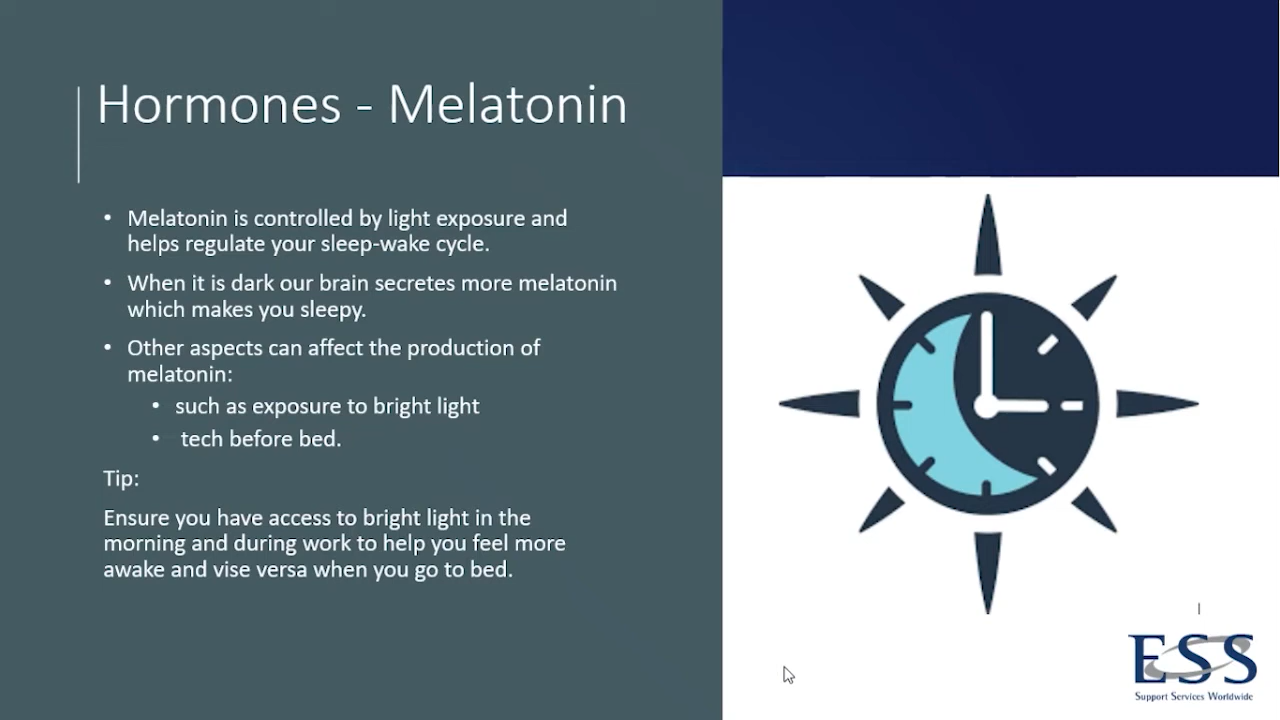 Hormones - Melatonin
• Melatonin is controlled by light exposure and
helps regulate your sleep-wake cycle.
• When it is dark our brain secretes more melatonin
which makes you sleepy.
• Other aspects can affect the production of
melatonin:
• such as exposure to bright light
• tech before bed.
Tip:
Ensure you have access to bright light in the
morning and during work to help you feel more
awake and vise versa when you go to bed.
ESS
Support Services Worldwide